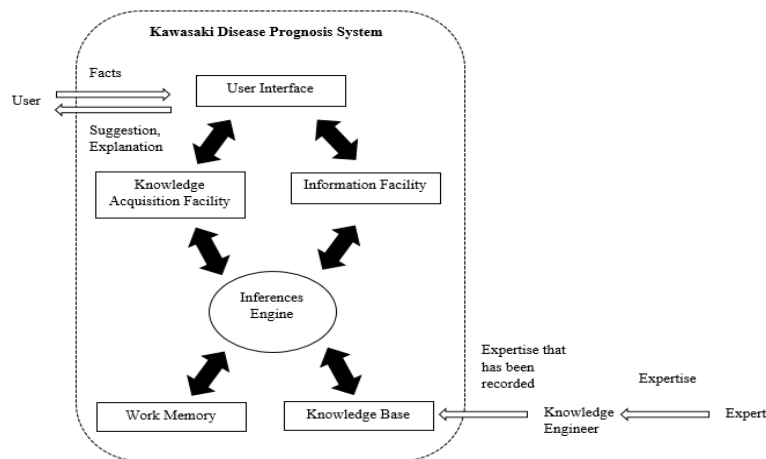 Kawasaki Disease Prognosis System
Facts
User
User Interface
Suggestion,
Explanation
Knowledge
Acquisition Facility
Information Facility
Inferences
Engine
Expertise that
has been
recorded
Expertise
Work Memory
Knowledge Base
Knowledge
Engineer
Expert